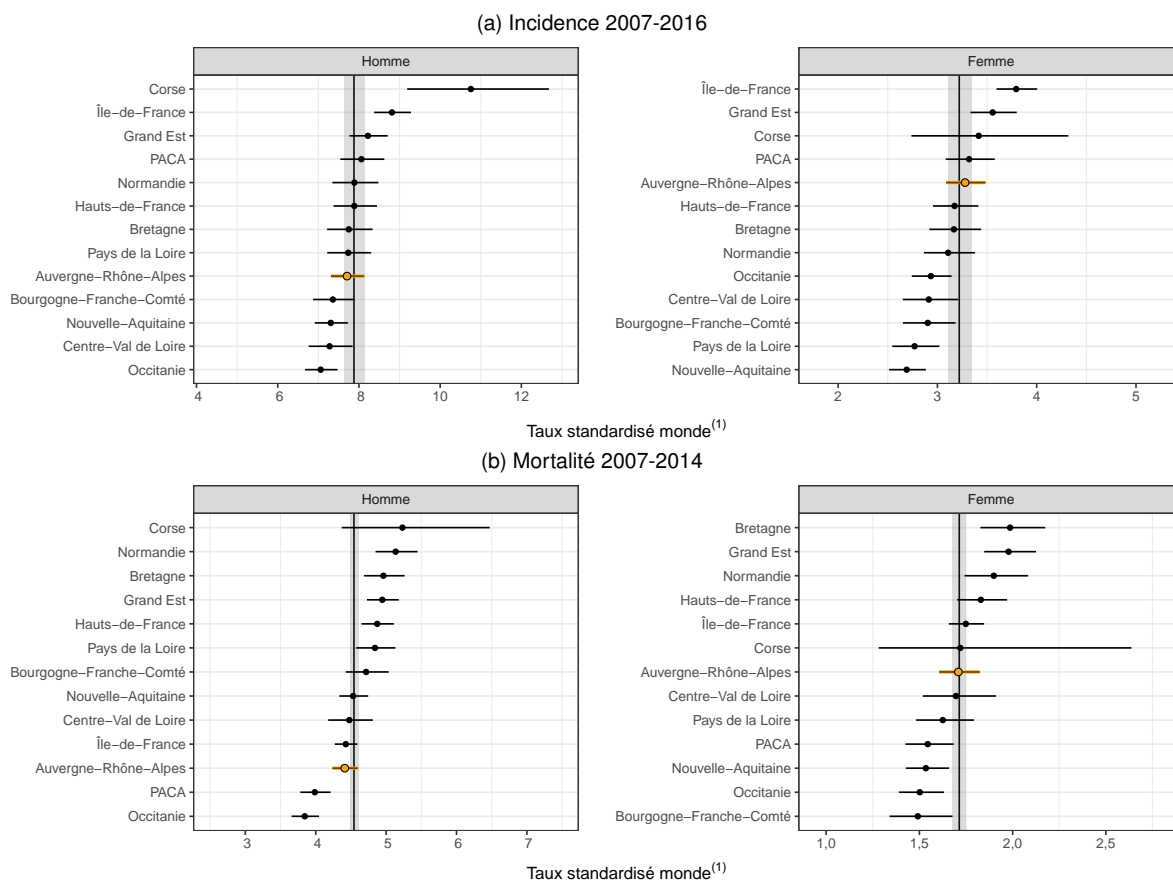 (a) Incidence 2007-2016
Homme
Corse
Île−de−France
Grand Est
PACA
Normandie
Hauts−de−France
Bretagne
Pays de la Loire
Auvergne−Rhône−Alpes
Bourgogne−Franche−Comté
Nouvelle−Aquitaine
Centre−Val de Loire
Occitanie
4 6 8 10 12
Femme
Île−de−France
Grand Est
Corse
PACA
Auvergne−Rhône−Alpes
Hauts−de−France
Bretagne
Normandie
Occitanie
Centre−Val de Loire
Bourgogne−Franche−Comté
Pays de la Loire
Nouvelle−Aquitaine
2 3 4 5
Taux standardisé monde(1)
(b) Mortalité 2007-2014
Homme
Corse
Normandie
Bretagne
Grand Est
Hauts−de−France
Pays de la Loire
Bourgogne−Franche−Comté
Nouvelle−Aquitaine
Centre−Val de Loire
Île−de−France
Auvergne−Rhône−Alpes
PACA
Occitanie
3 4 5 6 7
Femme
Bretagne
Grand Est
Normandie
Hauts−de−France
Île−de−France
Corse
Auvergne−Rhône−Alpes
Centre−Val de Loire
Pays de la Loire
PACA
Nouvelle−Aquitaine
Occitanie
Bourgogne−Franche−Comté
1,0 1,5 2,0 2,5
Taux standardisé monde(1)